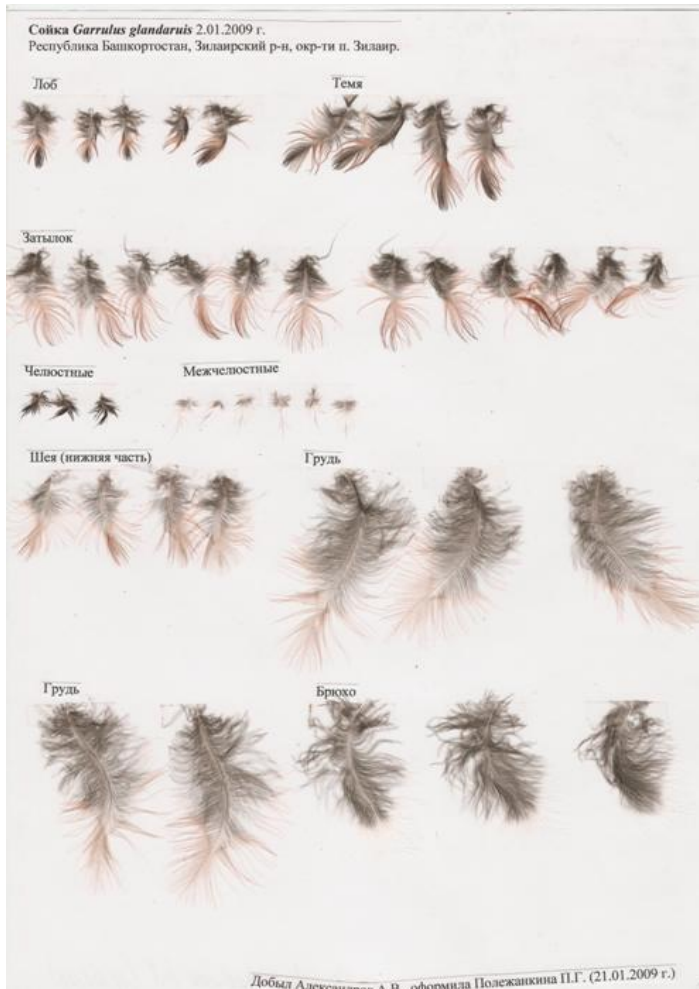 Сойка Garrulus glandaruis 2.01.2009 г.
Республика Башкортостан, Зилаирский р-н, окр-ти п. Зилаир.
Лоб Темя
Затылок
Челюстные Межчелюстные
Шея (нижняя часть) Грудь
Грудь Брюхо
Добыл Александров А.В., оформила Полежанкина П.Г. (21.01.2009 г.)